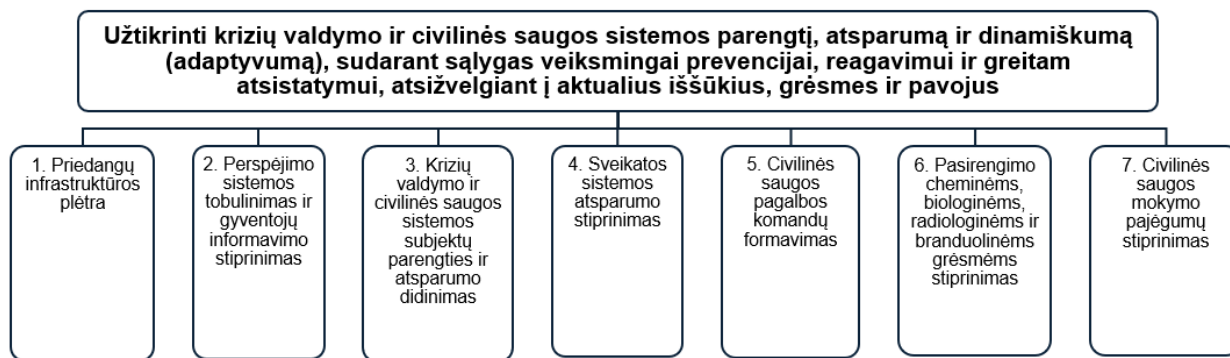 Užtikrinti krizių valdymo ir civilinės saugos sistemos parengtį, atsparumą ir dinamiškumą
(adaptyvumą), sudarant sąlygas veiksmingai prevencijai, reagavimui ir greitam
atsistatymui, atsižvelgiant į aktualius iššūkius, grėsmes ir pavojus
1. Priedangų
infrastruktūros
plėtra
2. Perspėjimo
sistemos
tobulinimas ir
gyventojų
informavimo
stiprinimas
3. Krizių
valdymo ir
civilinės saugos
sistemos
subjektų
parengties ir
atsparumo
didinimas
4. Sveikatos
sistemos
atsparumo
stiprinimas
5. Civilinės
saugos
pagalbos
komandų
formavimas
6. Pasirengimo
cheminėms,
biologinėms,
radiologinėms ir
branduolinėms
grėsmėms
stiprinimas
7. Civilinės
saugos
mokymo
pajėgumų
stiprinimas